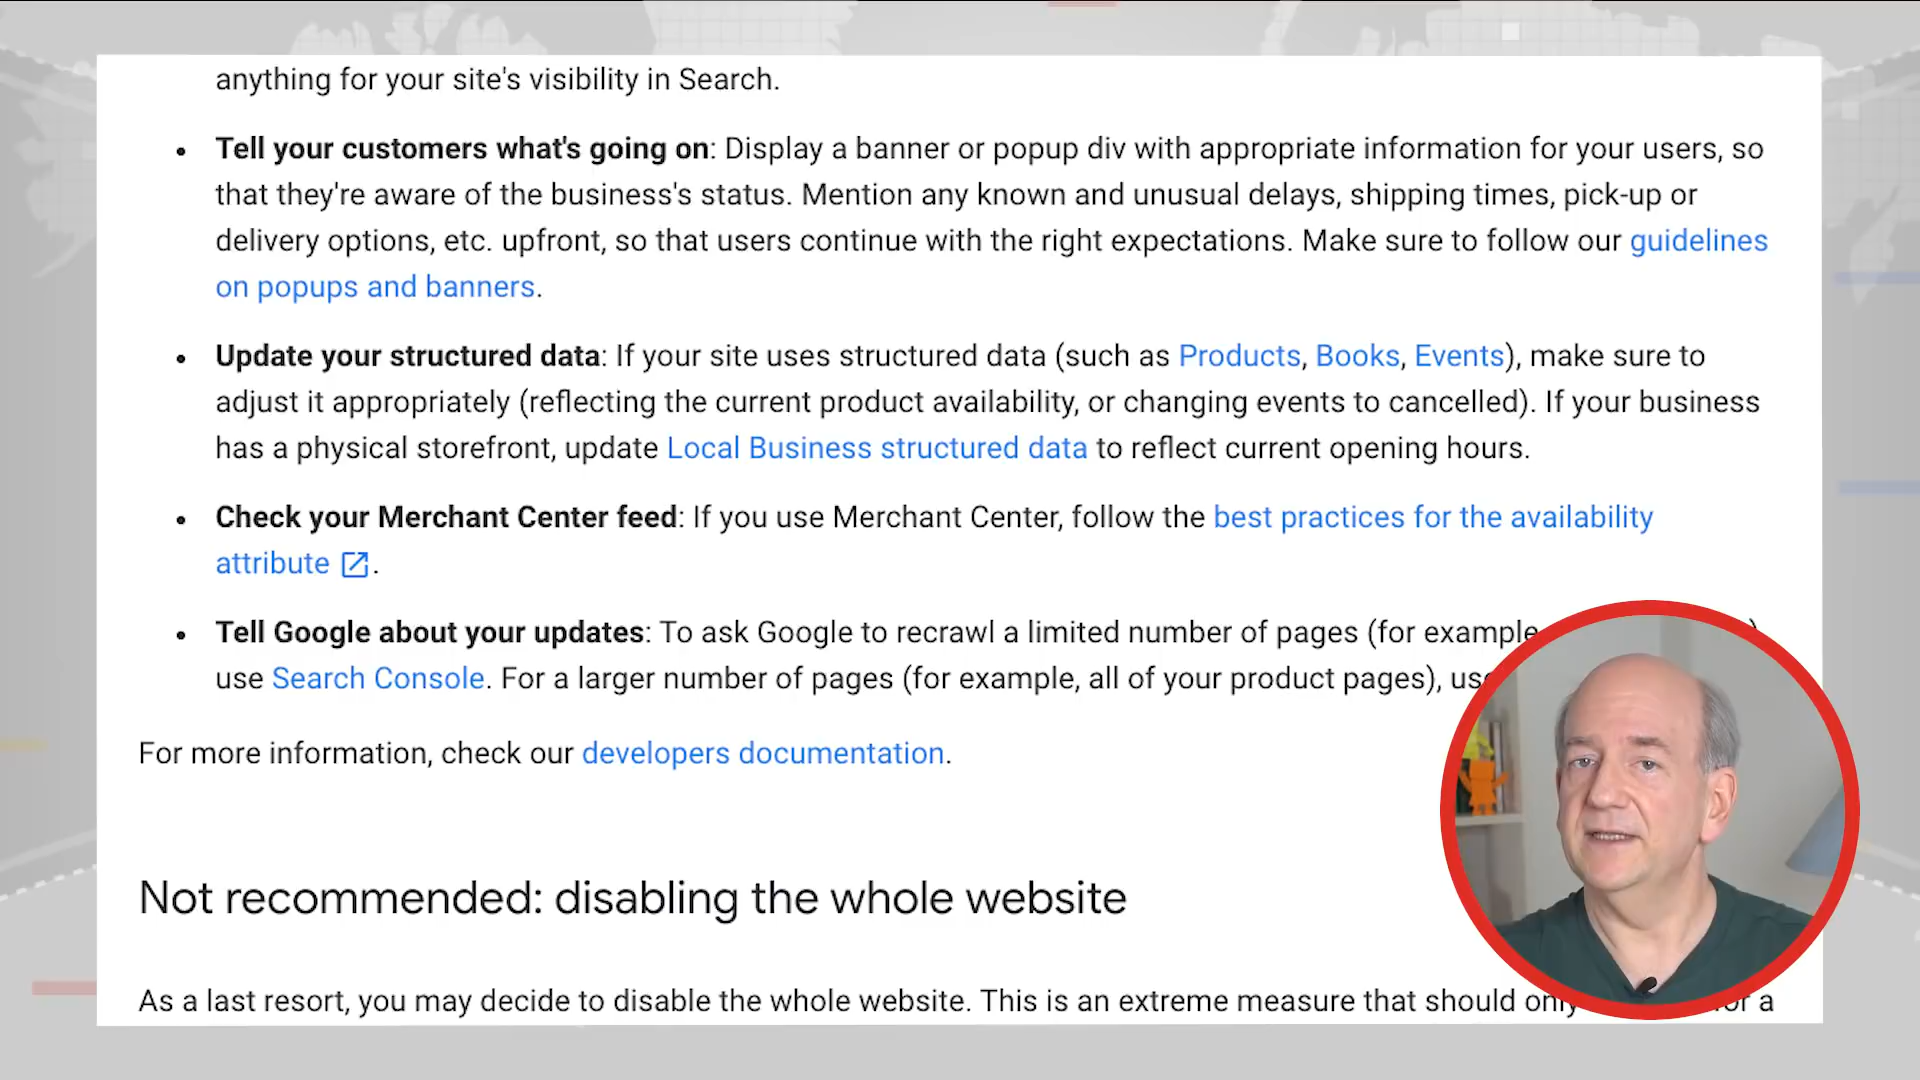 anything for your site's visibility in Search.
• Tell your customers what's going on: Display a banner or popup div with appropriate information for your users, so
that they're aware of the business's status. Mention any known and unusual delays, shipping times, pick-up or
delivery options, etc. upfront, so that users continue with the right expectations. Make sure to follow our guidelines
on popups and banners.
• Update your structured data: If your site uses structured data (such as Products, Books, Events), make sure to
adjust it appropriately (reflecting the current product availability, or changing events to cancelled). If your business
has a physical storefront, update Local Business structured data to reflect current opening hours.
• Check your Merchant Center feed: If you use Merchant Center, follow the best practices for the availability
attribute.
• Tell Google about your updates: To ask Google to recrawl a limited number of pages (for example
use Search Console. For a larger number of pages (for example, all of your product pages),
For more information, check our developers documentation.
Not recommended: disabling the whole website
As a last resort, you may decide to disable the whole website. This is an extreme measure that should only a